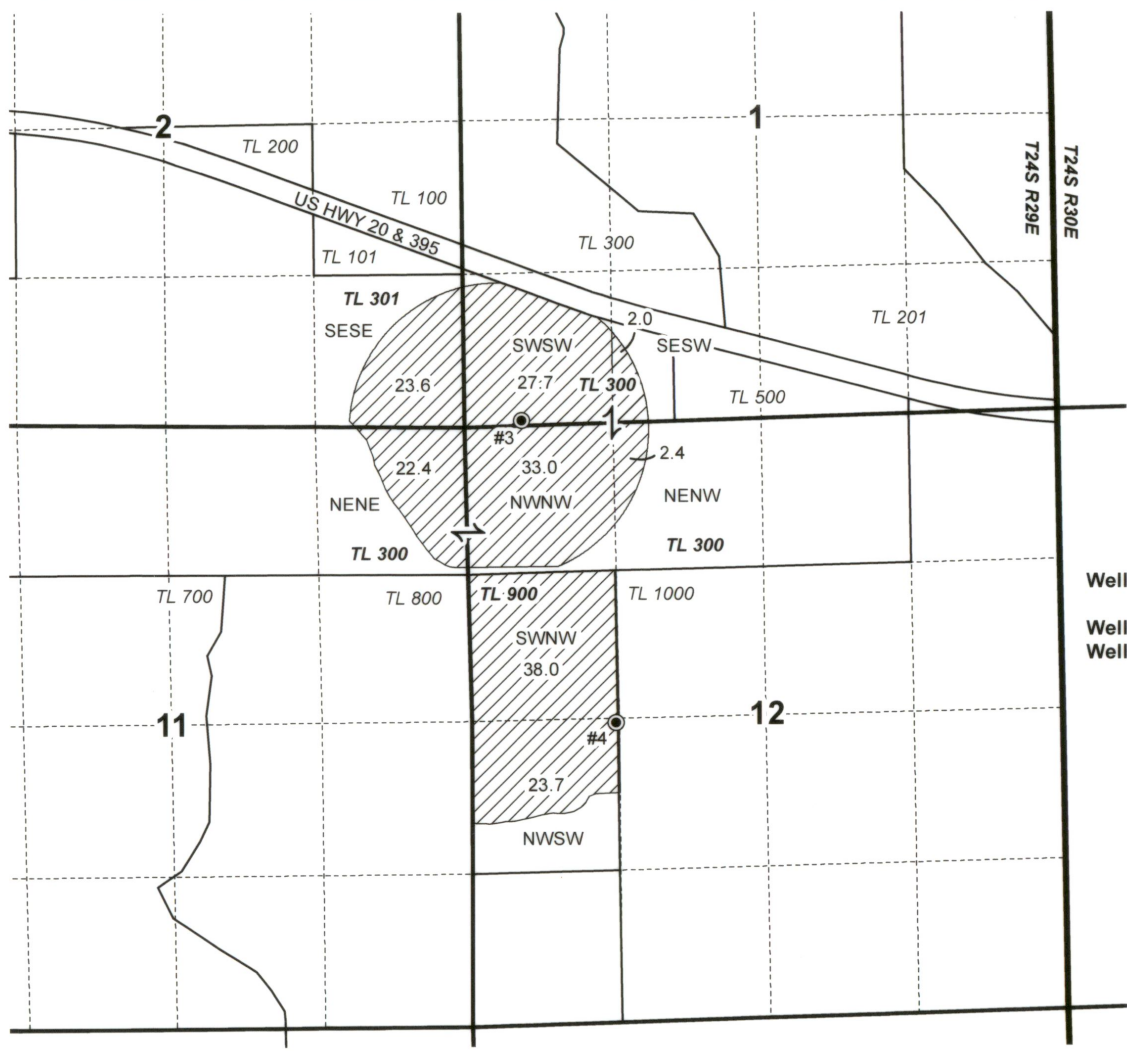 2
1
TL 200
T24S R29E
T24S R30E
TL 100
US HWY 20 & 395
TL 300
TL 101
TL 301
2.0
TL 201
SESE
SWSW
SESW
23.6
27.7
TL 300
TL 500
#3
22.4
33.0
2.4
NENE
NWNW
NENW
TL 300
TL 300
TL 700
TL 800
TL 900
TL 1000
Well
SWNW
Well
38.0
Well
11
12
#4
23.7
NWSW